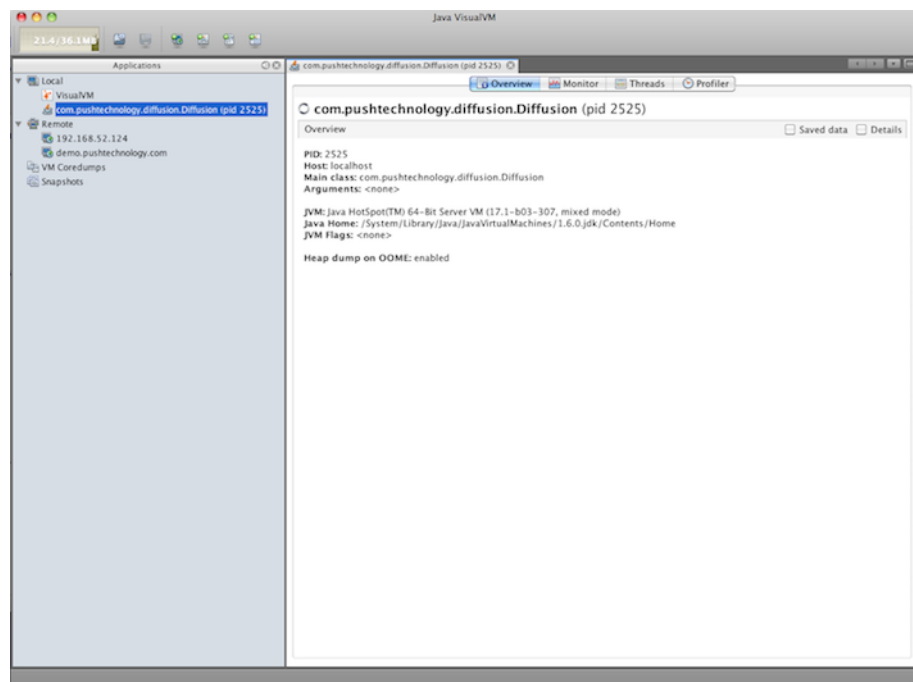 Java VisualVM
21.4/36.1MB
Applications
com.pushtechnology.diffusion.Diffusion (pid 2525)
Local
VisualVM
com.pushtechnology.diffusion.Diffusion (pid 2525)
Remote
192.168.52.124
demo.pushtechnology.com
VM Coredumps
Snapshots
Overview Monitor Threads Profiler
com.pushtechnology.diffusion.Diffusion (pid 2525)
Overview Saved data Details
PID: 2525
Host: localhost
Main class: com.pushtechnology.diffusion.Diffusion
Arguments: <none>
JVM: Java HotSpot(TM) 64-Bit Server VM (17.1-b03-307, mixed mode)
Java Home: /System/Library/Java/JavaVirtualMachines/1.6.0.jdk/Contents/Home
JVM Flags: <none>
Heap dump on OOME: enabled